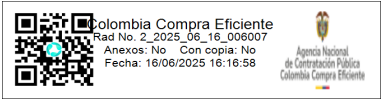 Colombia Compra Eficiente
Rad No. 2_2025_06_16_006007
Anexos: No Con copia: No
Fecha: 16/06/2025 16:16:58
Agencia Nacional
de Contratación Pública
Colombia Compra Eficiente